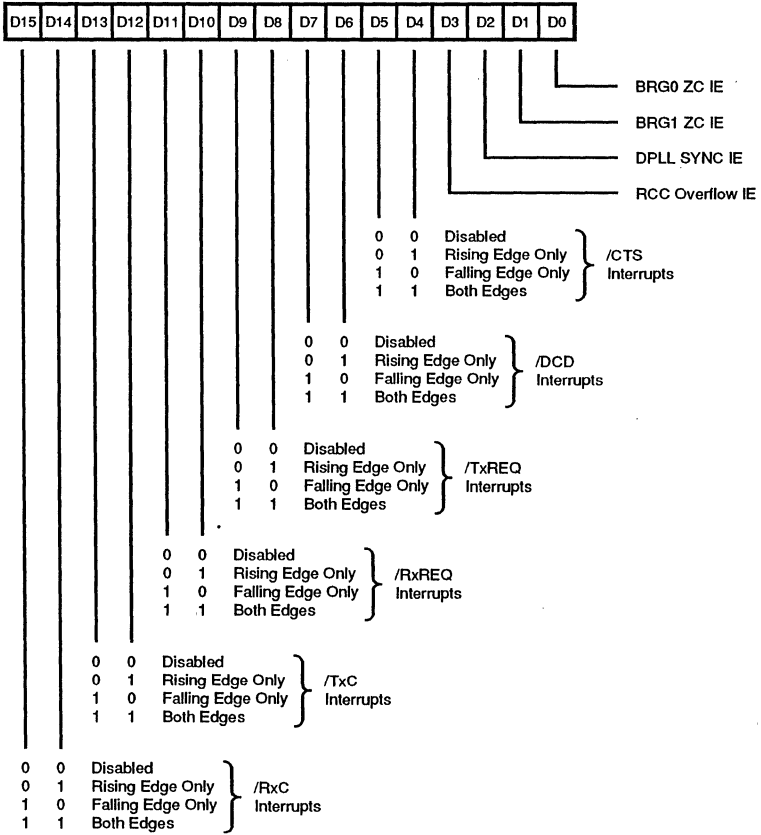 D15 D14 D13 D12 D11 D10 D9 D8 D7 D6 D5 D4 D3 D2 D1 D0
BRG0 ZC IE
BRG1 ZC IE
DPLL SYNC IE
RCC Overflow IE
0 0 Disabled
0 1 Rising Edge Only
1 0 Falling Edge Only
1 1 Both Edges
/CTS
Interrupts
0 0 Disabled
0 1 Rising Edge Only
1 0 Falling Edge Only
1 1 Both Edges
/DCD
Interrupts
0 0 Disabled
0 1 Rising Edge Only
1 0 Falling Edge Only
1 1 Both Edges
/TxREQ
Interrupts
0 0 Disabled
0 1 Rising Edge Only
1 0 Falling Edge Only
1 1 Both Edges
/RxREQ
Interrupts
0 0 Disabled
0 1 Rising Edge Only
1 0 Falling Edge Only
1 1 Both Edges
/TxC
Interrupts
0 0 Disabled
0 1 Rising Edge Only
1 0 Falling Edge Only
1 1 Both Edges
/RxC
Interrupts